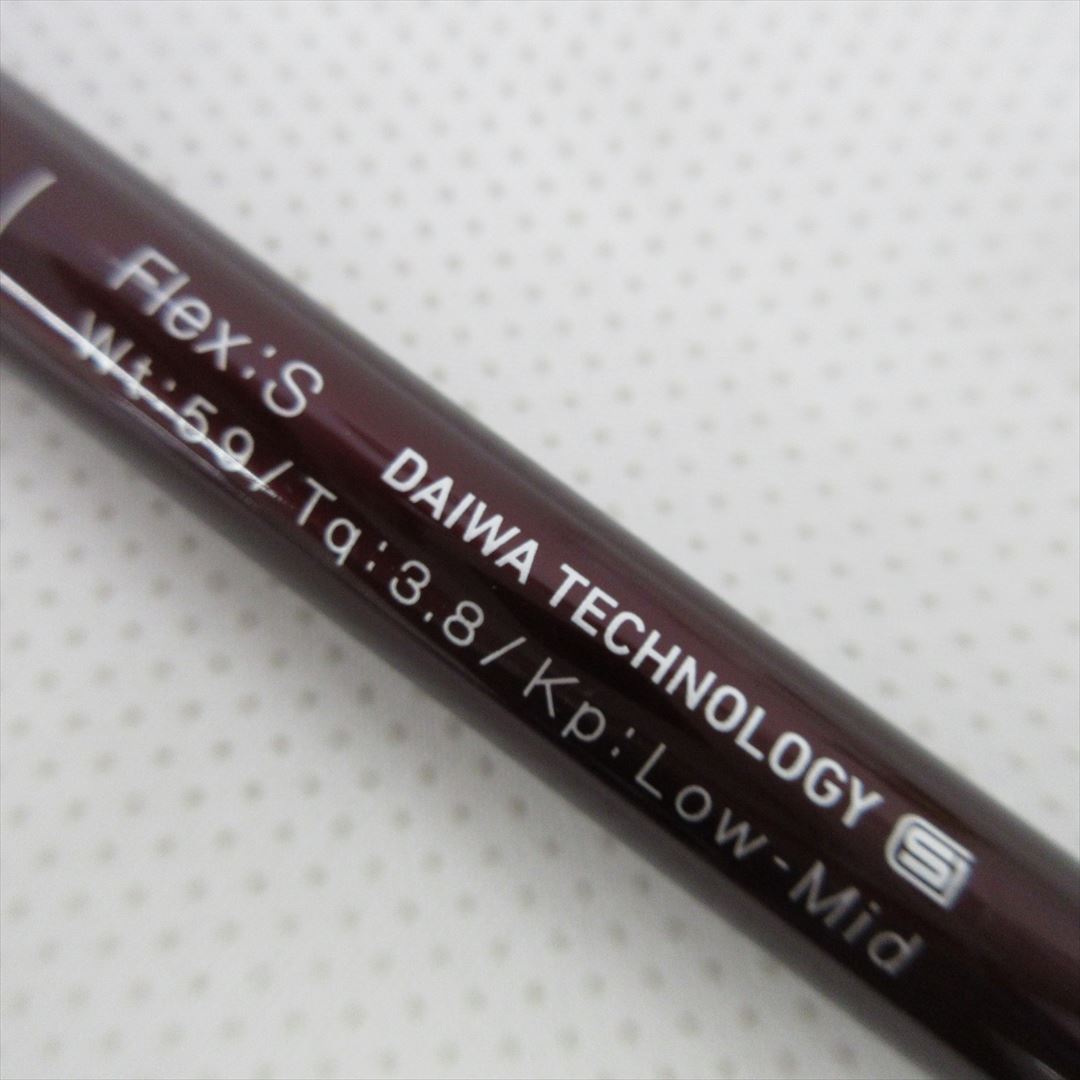 Flex:S DAIWA TECHNOLOGY
Wt:59/Tq:3.8/Kp:Low-Mid